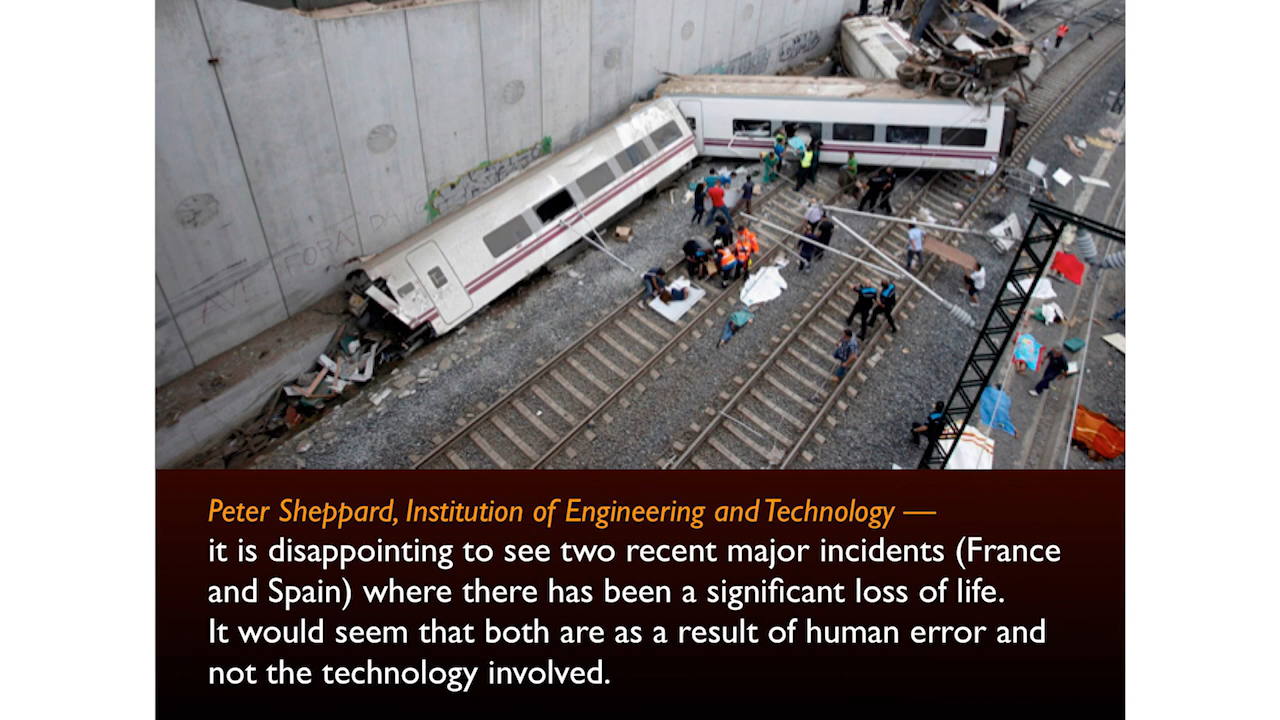 FORA DA
Peter Sheppard, Institution of Engineering and Technology —
it is disappointing to see two recent major incidents (France
and Spain) where there has been a significant loss of life.
It would seem that both are as a result of human error and
not the technology involved.